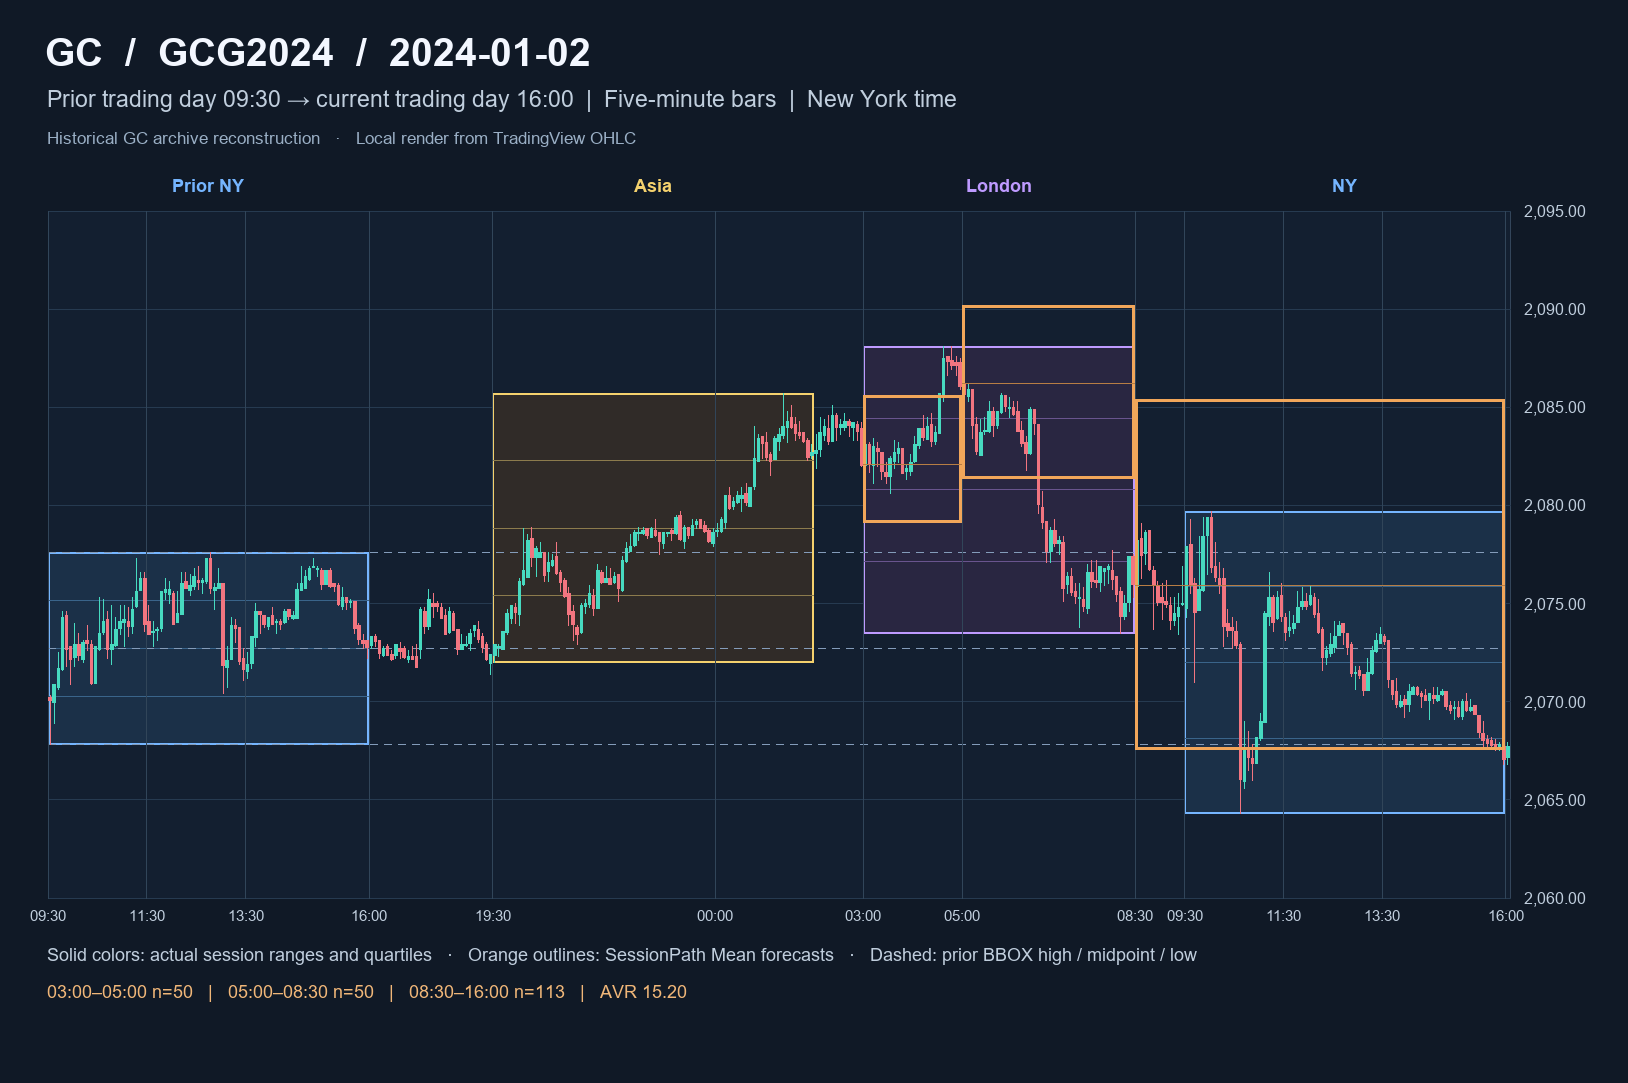 GC / GCG2024 / 2024-01-02
Prior trading day 09:30 → current trading day 16:00 | Five-minute bars | New York time
Historical GC archive reconstruction · Local render from TradingView OHLC
Prior NY Asia London NY
2,095.00
2,090.00
2,085.00
2,080.00
2,075.00
2,070.00
2,065.00
2,060.00
09:30 11:30 13:30 16:00 19:30 00:00 03:00 05:00 08:30 09:30 11:30 13:30 16:00
Solid colors: actual session ranges and quartiles · Orange outlines: SessionPath Mean forecasts · Dashed: prior BBOX high / midpoint / low
03:00–05:00 n=50 | 05:00–08:30 n=50 | 08:30–16:00 n=113 | AVR 15.20